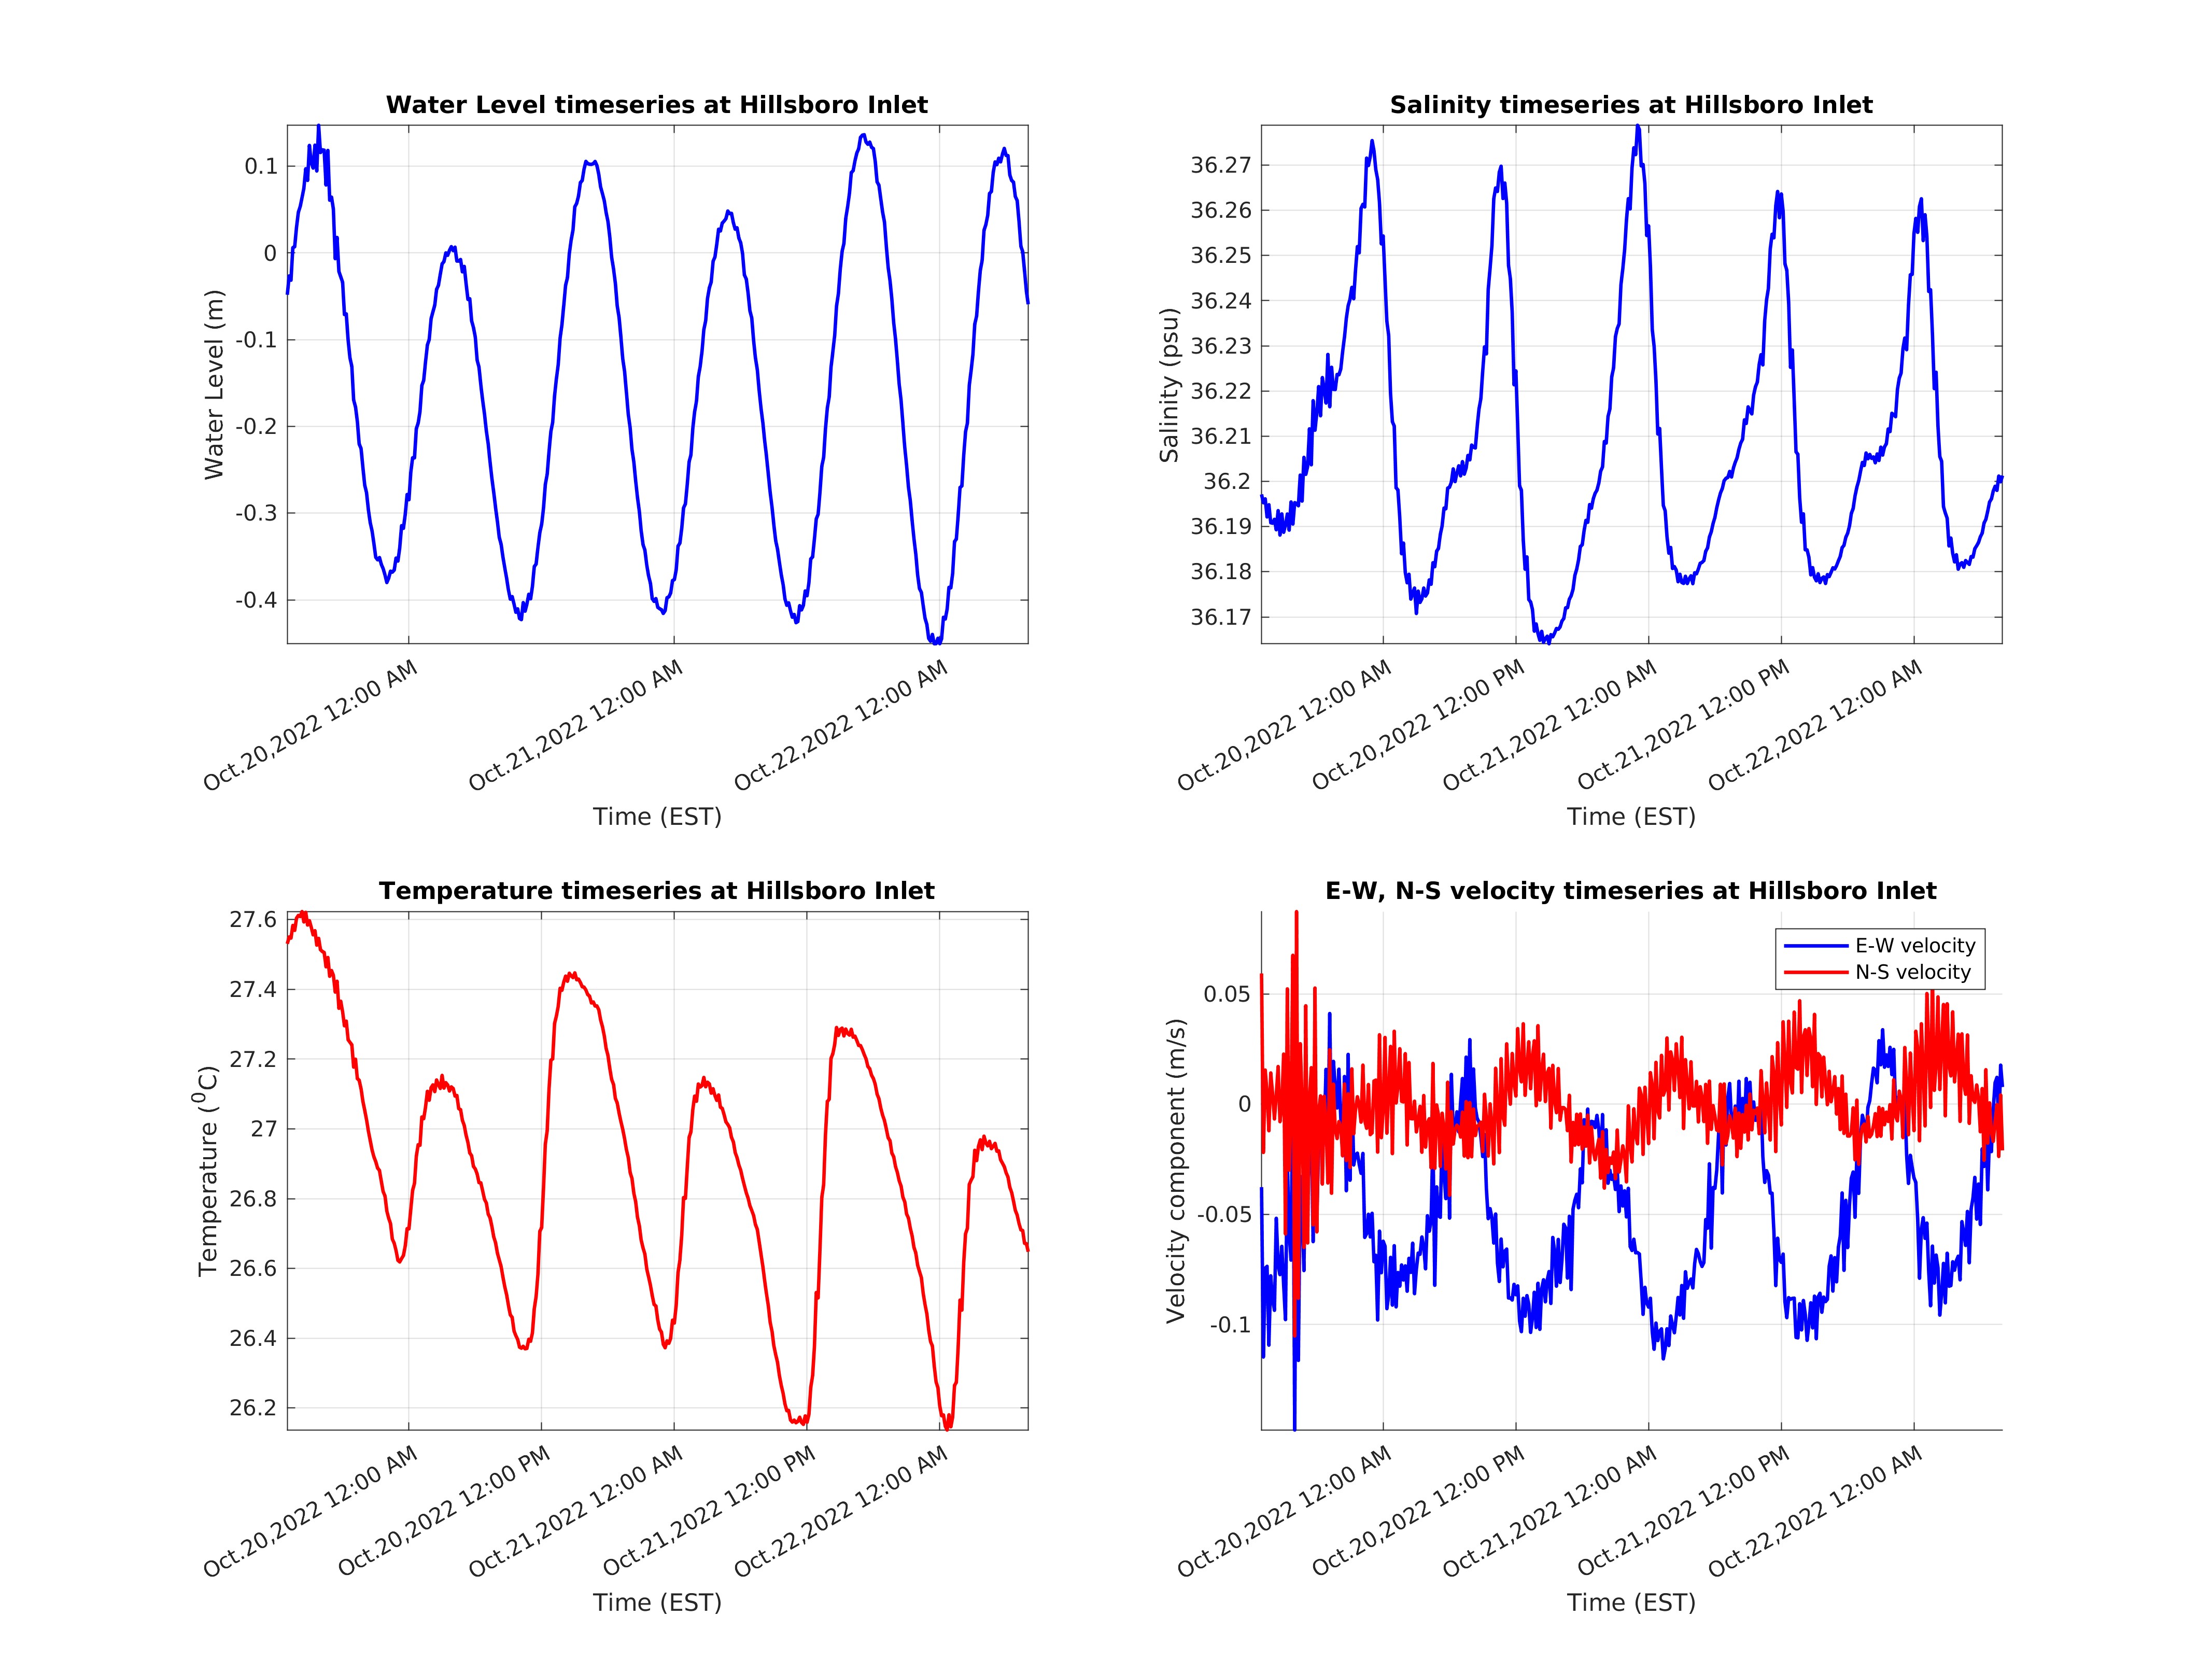 Water Level timeseries at Hillsboro Inlet
0.1
0
-0.1
-0.2
-0.3
-0.4
Water Level (m)
Oct.20,2022 12:00 AM
Oct.21,2022 12:00 AM
Oct.22,2022 12:00 AM
Time (EST)
Salinity timeseries at Hillsboro Inlet
36.27
36.26
36.25
36.24
36.23
36.22
36.21
36.2
36.19
36.18
36.17
Salinity (psu)
Oct.20,2022 12:00 AM
Oct.20,2022 12:00 PM
Oct.21,2022 12:00 AM
Oct.21,2022 12:00 PM
Oct.22,2022 12:00 AM
Time (EST)
Temperature timeseries at Hillsboro Inlet
27.6
27.4
27.2
27
26.8
26.6
26.4
26.2
Temperature (⁰C)
Oct.20,2022 12:00 AM
Oct.20,2022 12:00 PM
Oct.21,2022 12:00 AM
Oct.21,2022 12:00 PM
Oct.22,2022 12:00 AM
Time (EST)
E-W, N-S velocity timeseries at Hillsboro Inlet
E-W velocity
N-S velocity
0.05
0
-0.05
-0.1
Velocity component (m/s)
Oct.20,2022 12:00 AM
Oct.20,2022 12:00 PM
Oct.21,2022 12:00 AM
Oct.21,2022 12:00 PM
Oct.22,2022 12:00 AM
Time (EST)